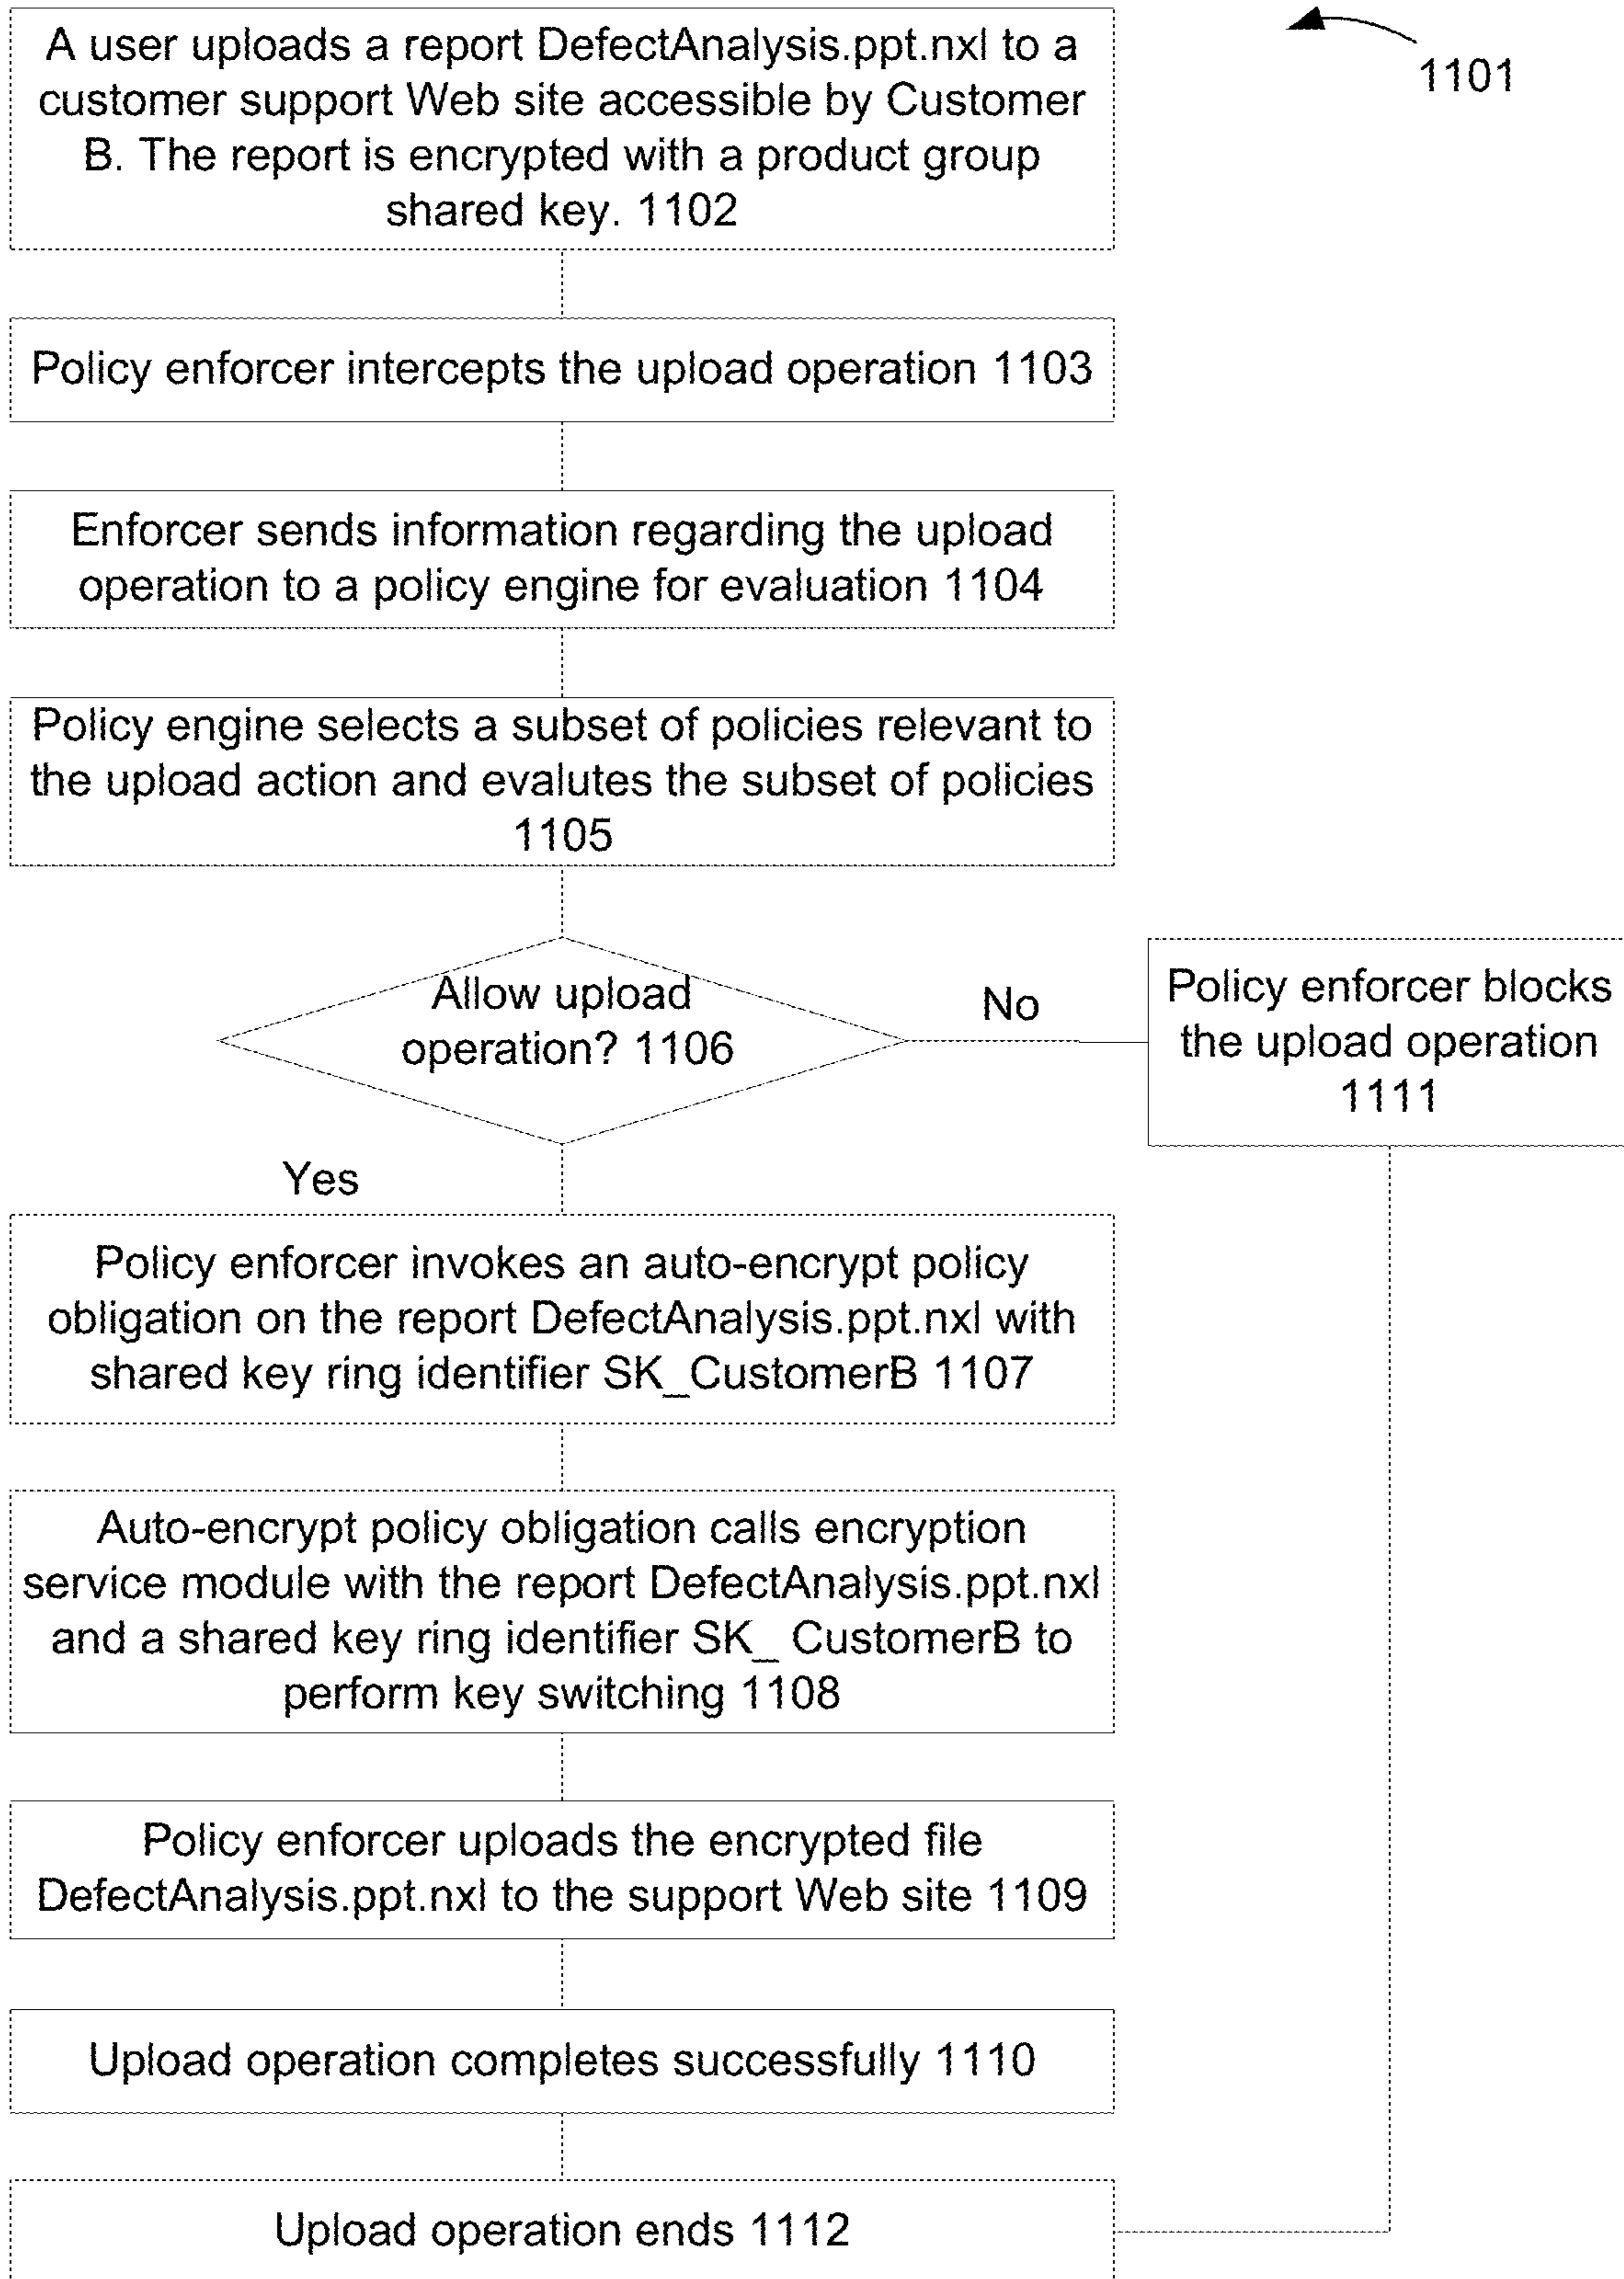 A user uploads a report DefectAnalysis.ppt.nxl to a
customer support Web site accessible by Customer
B. The report is encrypted with a product group
shared key. 1102
1101
Policy enforcer intercepts the upload operation 1103
Enforcer sends information regarding the upload
operation to a policy engine for evaluation 1104
Policy engine selects a subset of policies relevant to
the upload action and evalutes the subset of policies
1105
Allow upload
operation? 1106
No
Policy enforcer blocks
the upload operation
1111
Yes
Policy enforcer invokes an auto-encrypt policy
obligation on the report DefectAnalysis.ppt.nxl with
shared key ring identifier SK_CustomerB 1107
Auto-encrypt policy obligation calls encryption
service module with the report DefectAnalysis.ppt.nxl
and a shared key ring identifier SK_ CustomerB to
perform key switching 1108
Policy enforcer uploads the encrypted file
DefectAnalysis.ppt.nxl to the support Web site 1109
Upload operation completes successfully 1110
Upload operation ends 1112